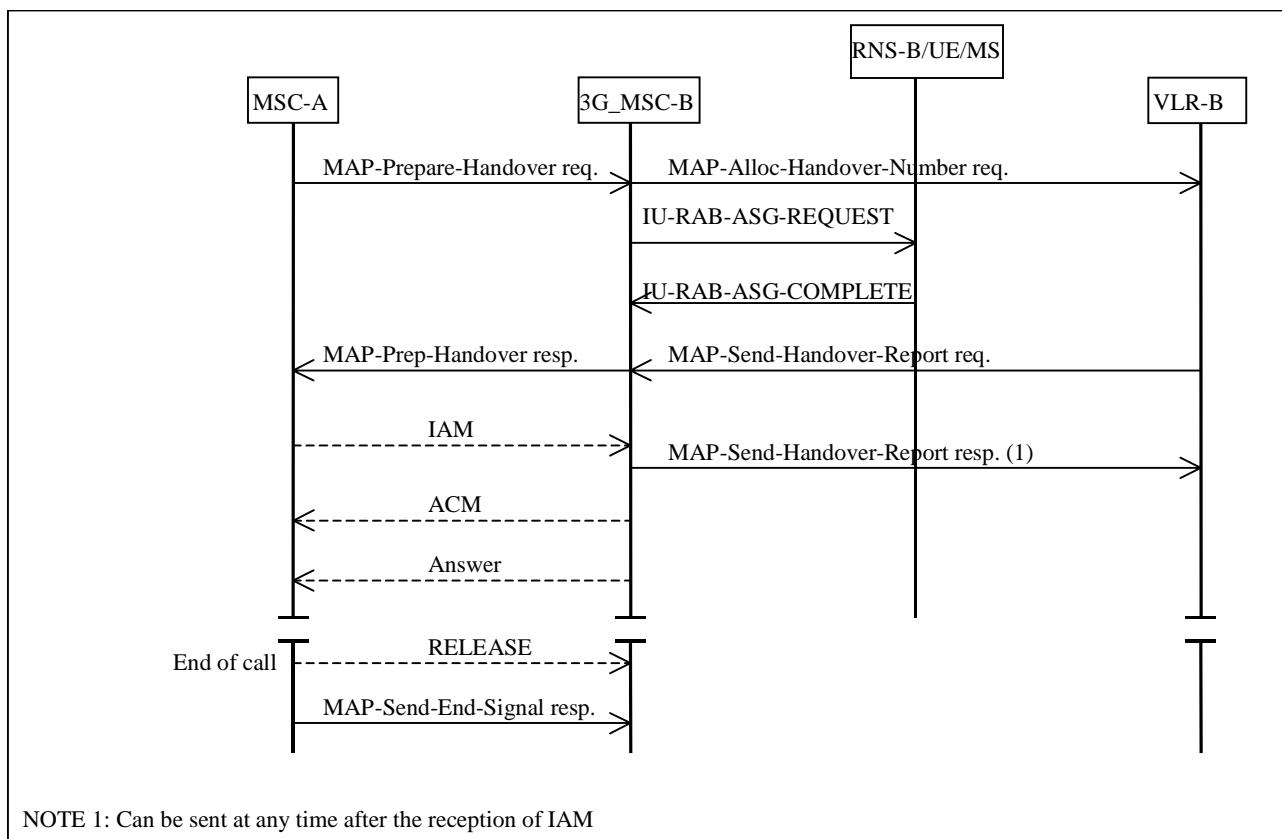 RNS-B/UE/MS
MSC-A
3G_MSC-B
VLR-B
MAP-Prepare-Handover req.
MAP-Alloc-Handover-Number req.
IU-RAB-ASG-REQUEST
IU-RAB-ASG-COMPLETE
MAP-Prep-Handover resp.
MAP-Send-Handover-Report req.
IAM
MAP-Send-Handover-Report resp. (1)
ACM
Answer
End of call
RELEASE
MAP-Send-End-Signal resp.
NOTE 1: Can be sent at any time after the reception of IAM